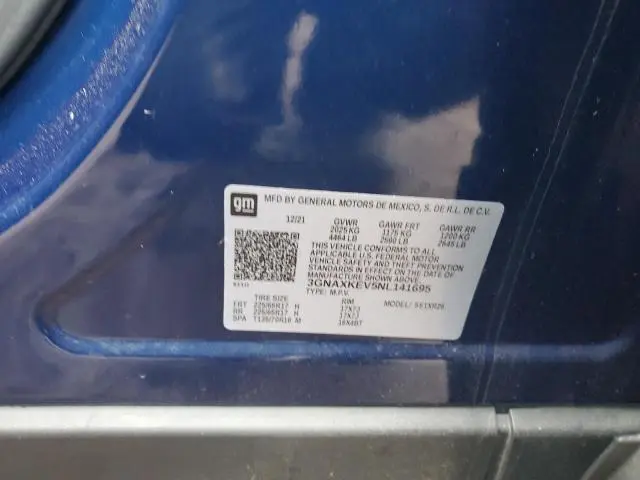 gm
MFD BY GENERAL MOTORS DE MEXICO, S. DE R.L. DE C.V.
12/21 GVWR GAWR FRT GAWR RR
2025 KG 1175 KG 1200 KG
4464 LB 2590 LB 2645 LB
THIS VEHICLE CONFORMS TO ALL
APPLICABLE U.S. FEDERAL MOTOR
VEHICLE SAFETY AND THEFT PREVENTION
STANDARDS IN EFFECT ON THE DATE OF
MANUFACTURE SHOWN ABOVE.
3GNAXKEV5NL141695
TYPE: M.P.V. MODEL:
TIRE SIZE RIM
FRT 225/65R17 H 17X7J
RR 225/65R17 H 17X7J
SPA T135/70R16 M 16X4BT